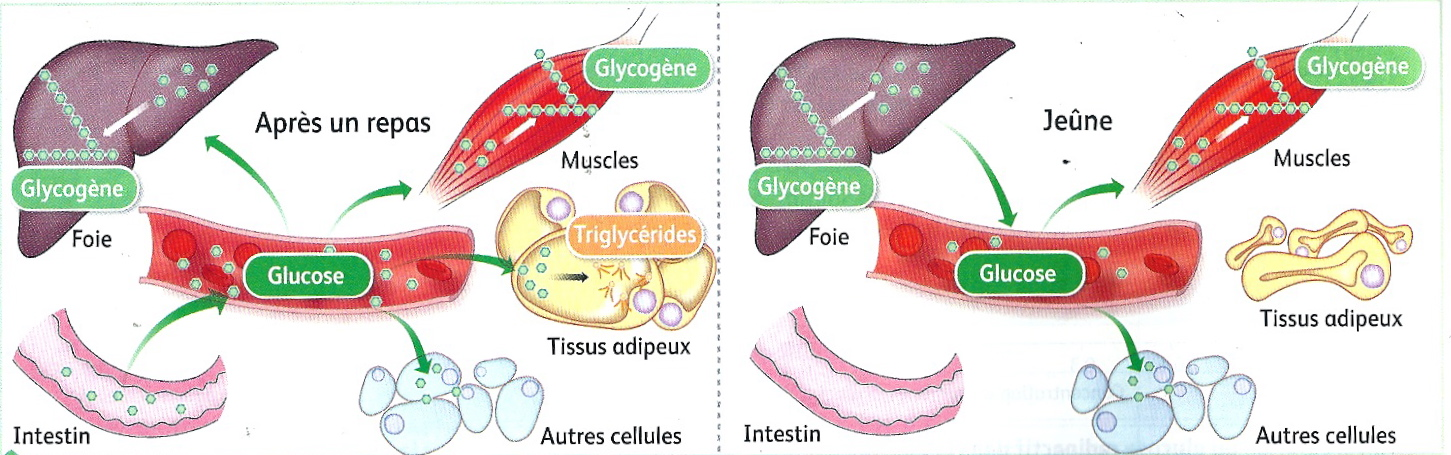 Glycogène
Après un repas
Muscles
Glycogène
Foie
Triglycérides
Glucose
Tissus adipeux
Intestin
Autres cellules
Glycogène
Jeûne
Muscles
Glycogène
Foie
Glucose
Tissus adipeux
Intestin
Autres cellules